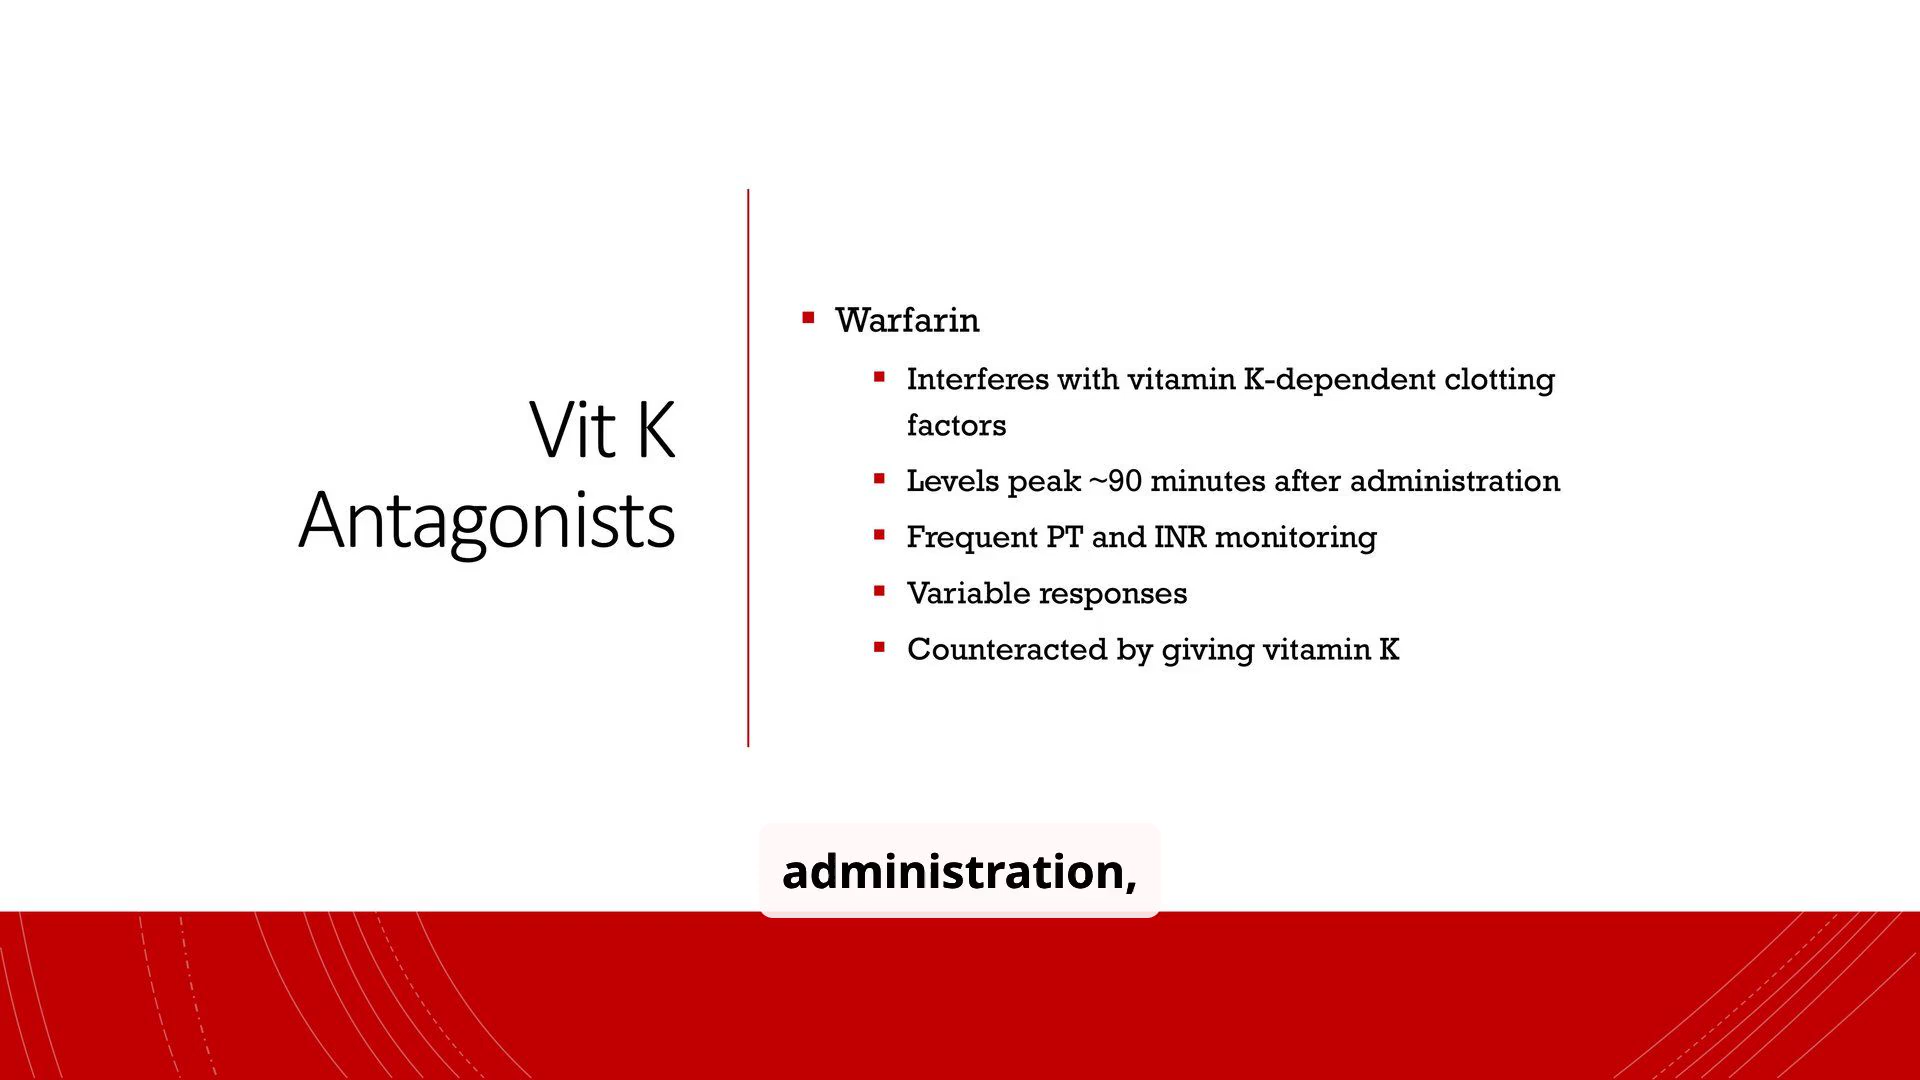 Vit K
Antagonists
Warfarin
Interferes with vitamin K-dependent clotting
factors
Levels peak ~90 minutes after administration
Frequent PT and INR monitoring
Variable responses
Counteracted by giving vitamin K
administration,